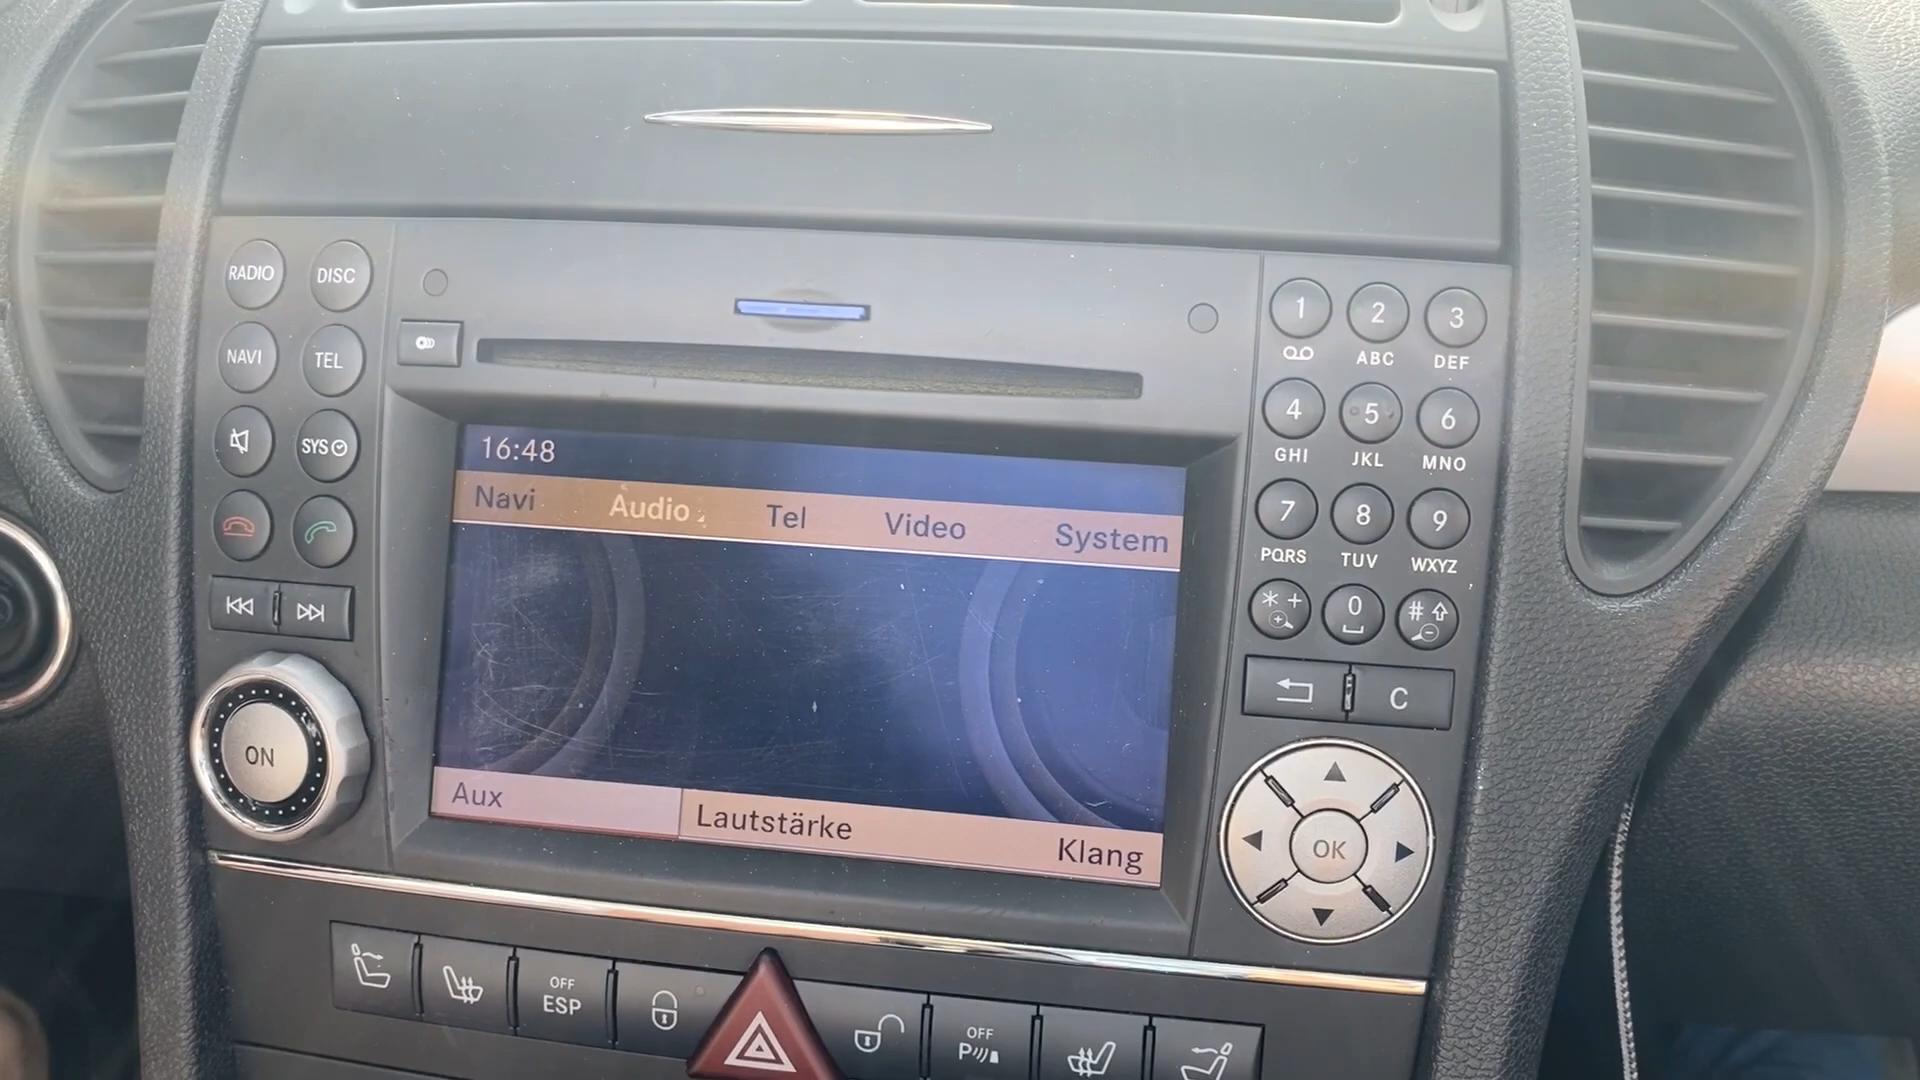 RADIO DISC
NAVI TEL
SYS
ON
16:48
Navi Audio Tel Video System
Aux Lautstärke Klang
1 2 3
ABC DEF
4 5 6
GHI JKL MNO
7 8 9
PQRS TUV WXYZ
* + 0 #
C
OK
OFF
ESP
OFF
P